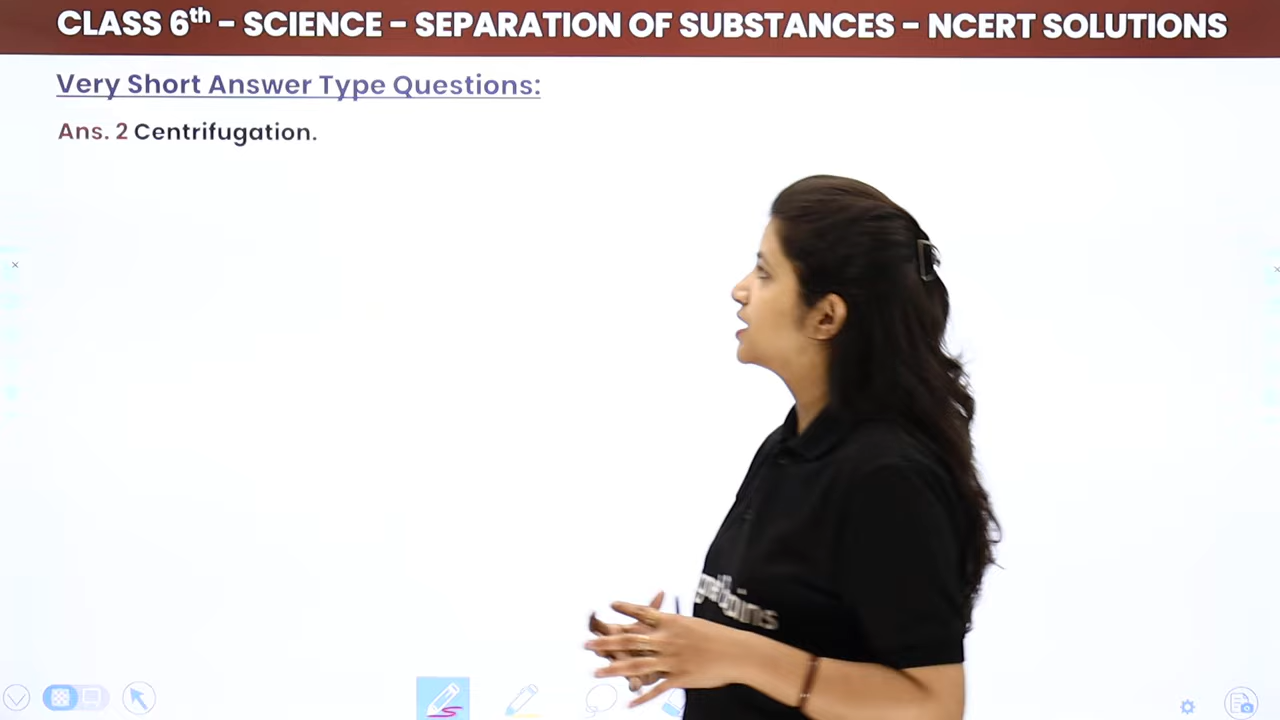 CLASS 6th – SCIENCE – SEPARATION OF SUBSTANCES – NCERT SOLUTIONS
Very Short Answer Type Questions:
Ans. 2 Centrifugation.